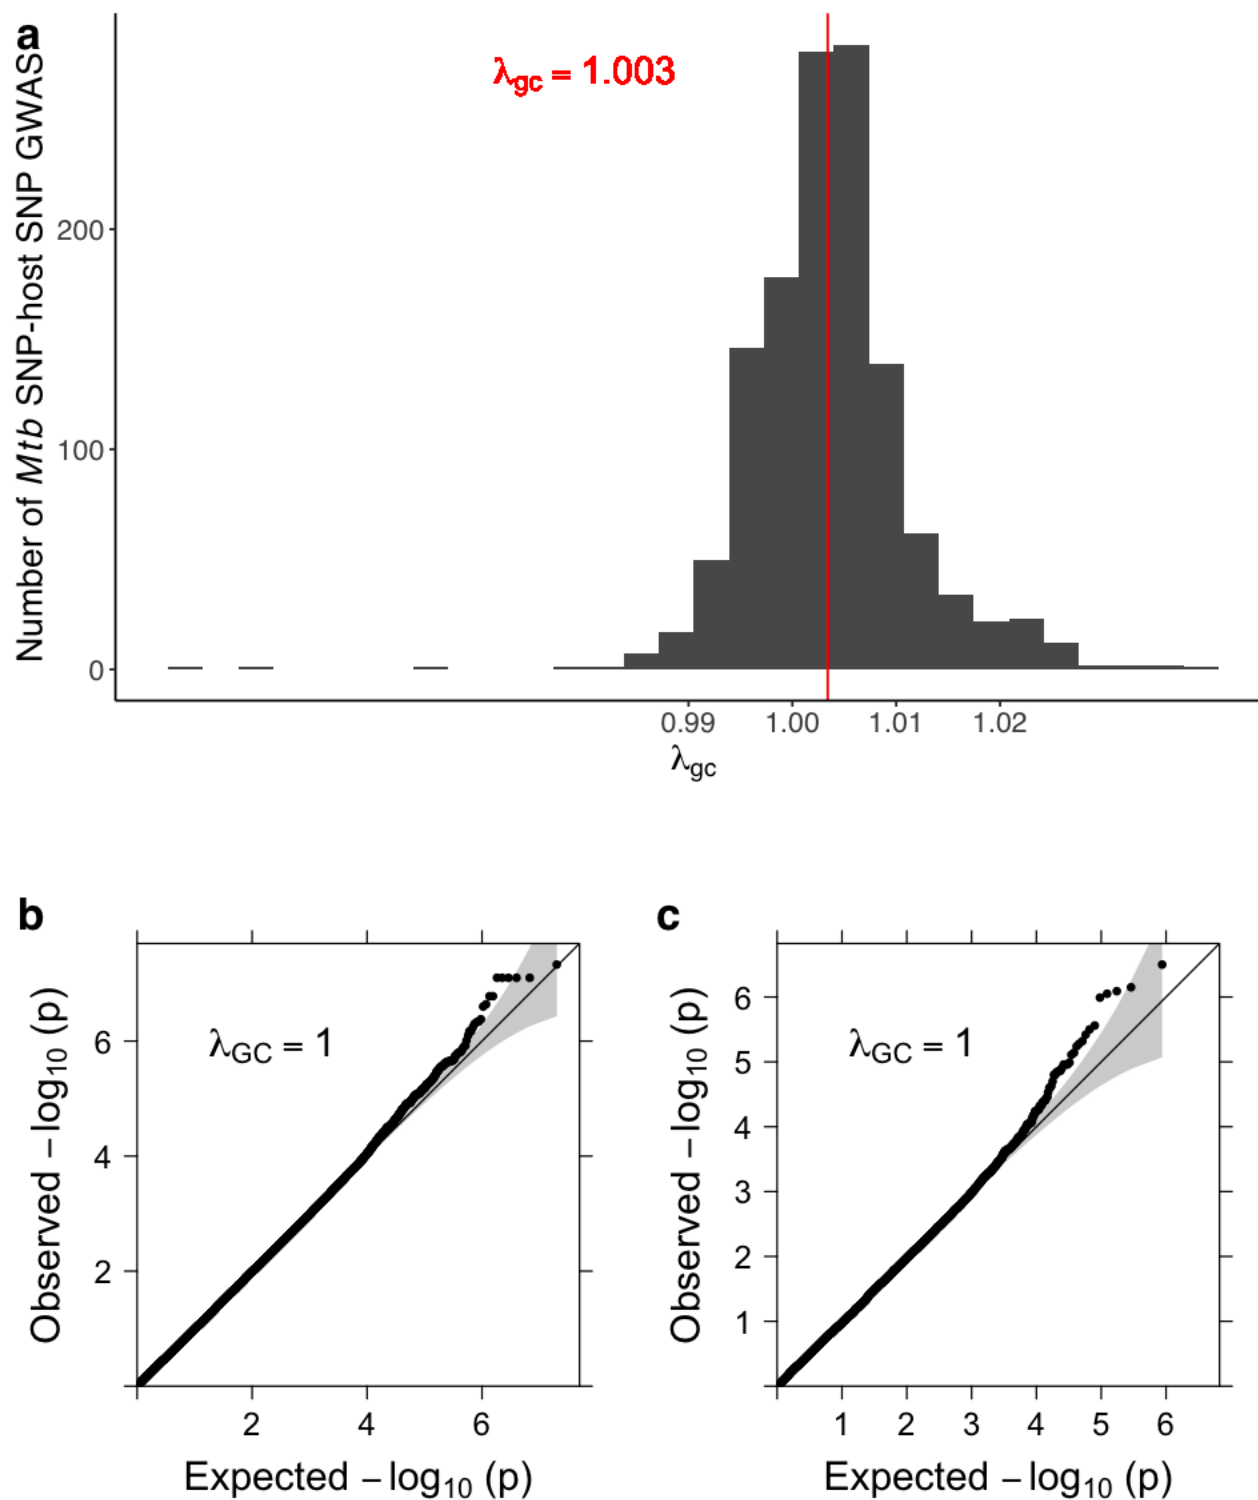 a
λgc = 1.003
Number of Mtb SNP-host SNP GWAS
200
100
0
0.99 1.00 1.01 1.02
λgc
b
λGC = 1
Observed −log10 (p)
6
4
2
2 4 6
Expected −log10 (p)
c
λGC = 1
Observed −log10 (p)
6
5
4
3
2
1
1 2 3 4 5 6
Expected −log10 (p)